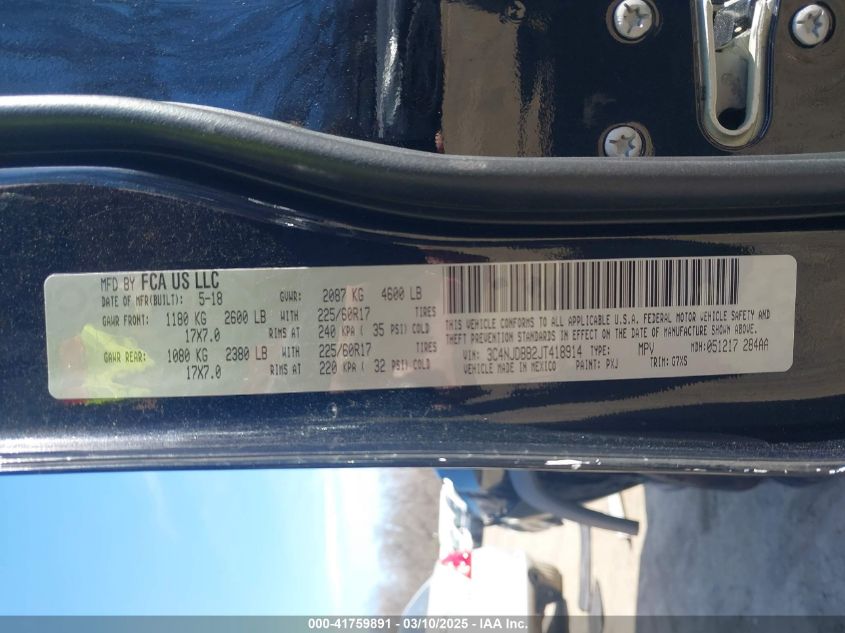 MFD.BY FCA US LLC
DATE OF MFR(BUILT): 5-18 GVWR: 2087 KG 4600 LB
GAWR FRONT: 1180 KG 2600 LB WITH 225/60R17 TIRES
17X7.0 RIMS AT 240 KPA ( 35 PSI) COLD
GAWR REAR: 1080 KG 2380 LB WITH 225/60R17 TIRES
17X7.0 RIMS AT 220 KPA ( 32 PSI) COLD
THIS VEHICLE CONFORMS TO ALL APPLICABLE U.S.A. FEDERAL MOTOR VEHICLE SAFETY,
THEFT PREVENTION STANDARDS IN EFFECT ON THE DATE OF MANUFACTURE SHOWN ABOVE.
VIN: 3C4NJDBB2JT418914 TYPE: MPV MDH:051217 284AA
VEHICLE MADE IN MEXICO PAINT: PXJ TRIM: G7XS
000-41759891 - 03/10/2025 - IAA Inc.